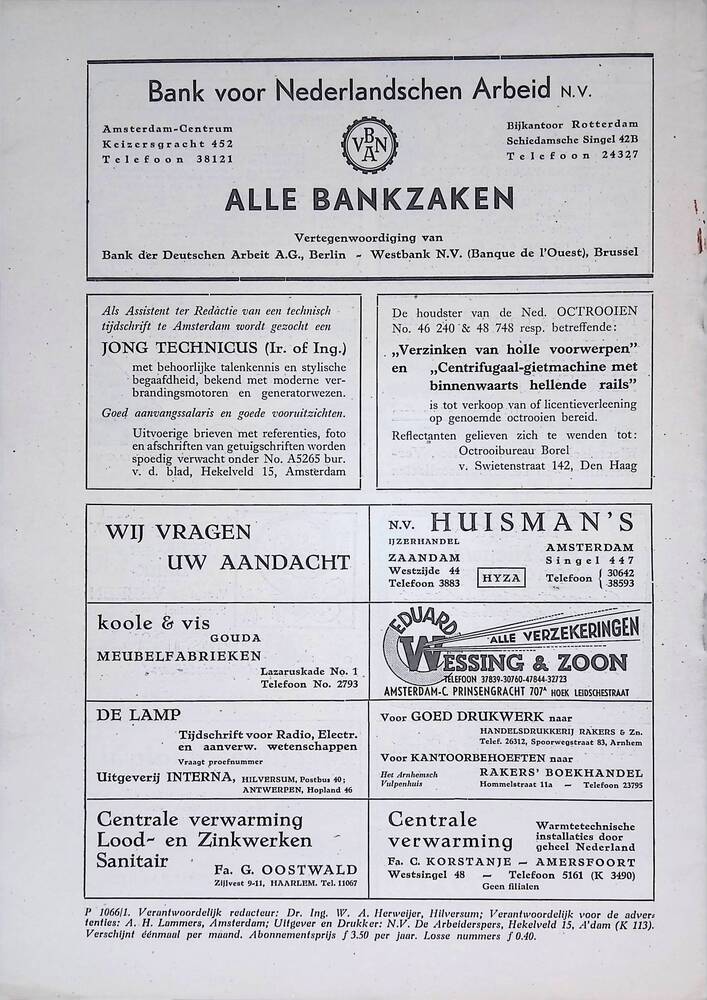 Bank voor Nederlandschen Arbeid N.V.
Amsterdam-Centrum
Keizersgracht 452
Telefoon 38121
VBNA
Bijkantoor Rotterdam
Schiedamsche Singel 42B
Telefoon 24327
ALLE BANKZAKEN
Vertegenwoordiging van
Bank der Deutschen Arbeit A.G., Berlin - Westbank N.V. (Banque de l'Ouest), Brussel
Als Assistent ter Redactie van een technisch
tijdschrift te Amsterdam wordt gezocht een
JONG TECHNICUS (Ir. of Ing.)
met behoorlijke talenkennis en stylische
begaafdheid, bekend met moderne ver-
brandingsmotoren en generatorwezen.
Goed aanvangssalaris en goede vooruitzichten.
Uitvoerige brieven met referenties, foto
en afschriften van getuigschriften worden
spoedig verwacht onder No. A5265 bur.
v. d. blad, Hekelveld 15, Amsterdam
De houdster van de Ned. OCTROOIEN
No. 46 240 & 48 748 resp. betreffende:
„Verzinken van holle voorwerpen”
en „Centrifugaal-gietmachine met
binnenwaarts hellende rails”
is tot verkoop van of licentieverleening
op genoemde octrooien bereid.
Reflectanten gelieven zich te wenden tot:
Octrooibureau Borel
v. Swietenstraat 142, Den Haag
WIJ VRAGEN
UW AANDACHT
N.V. HUISMAN'S
IJZERHANDEL
ZAANDAM
Westzijde 44
Telefoon 3883
HYZA
AMSTERDAM
Singel 447
Telefoon { 30642
38593
koole & vis
GOUDA
MEUBELFABRIEKEN
Lazaruskade No. 1
Telefoon No. 2793
EDUARD
ALLE VERZEKERINGEN
WESSING & ZOON
TELEFOON 37839-30760-47844-32723
AMSTERDAM-C. PRINSENGRACHT 707A HOEK LEIDSCHESTRAAT
DE LAMP
Tijdschrift voor Radio, Electr.
en aanverw. wetenschappen
Vraagt proefnummer
Uitgeverij INTERNA, HILVERSUM, Postbus 40;
ANTWERPEN, Hopland 46
Voor GOED DRUKWERK naar
HANDELSDRUKKERIJ RAKERS & Zn.
Telef. 26312, Spoorwegstraat 83, Arnhem
Voor KANTOORBEHOEFTEN naar
Het Arnhemsch
Vulpenhuis
RAKERS' BOEKHANDEL
Hommelstraat 11a — Telefoon 23795
Centrale verwarming
Lood- en Zinkwerken
Sanitair
Fa. G. OOSTWALD
Zijlvest 9-11, HAARLEM. Tel. 11067
Centrale
verwarming
Warmtetechnische
installaties door
geheel Nederland
Fa. C. KORSTANJE — AMERSFOORT
Westsingel 48 — Telefoon 5161 (K 3490)
Geen filialen
P 1066/1. Verantwoordelijk redacteur: Dr. Ing. W. A. Herweijer, Hilversum; Verantwoordelijk voor de adver-
tenties: A. H. Lammers, Amsterdam; Uitgever en Drukker: N.V. De Arbeiderspers, Hekelveld 15, A'dam (K 113).
Verschijnt éénmaal per maand. Abonnementsprijs f 3.50 per jaar. Losse nummers f 0.40.